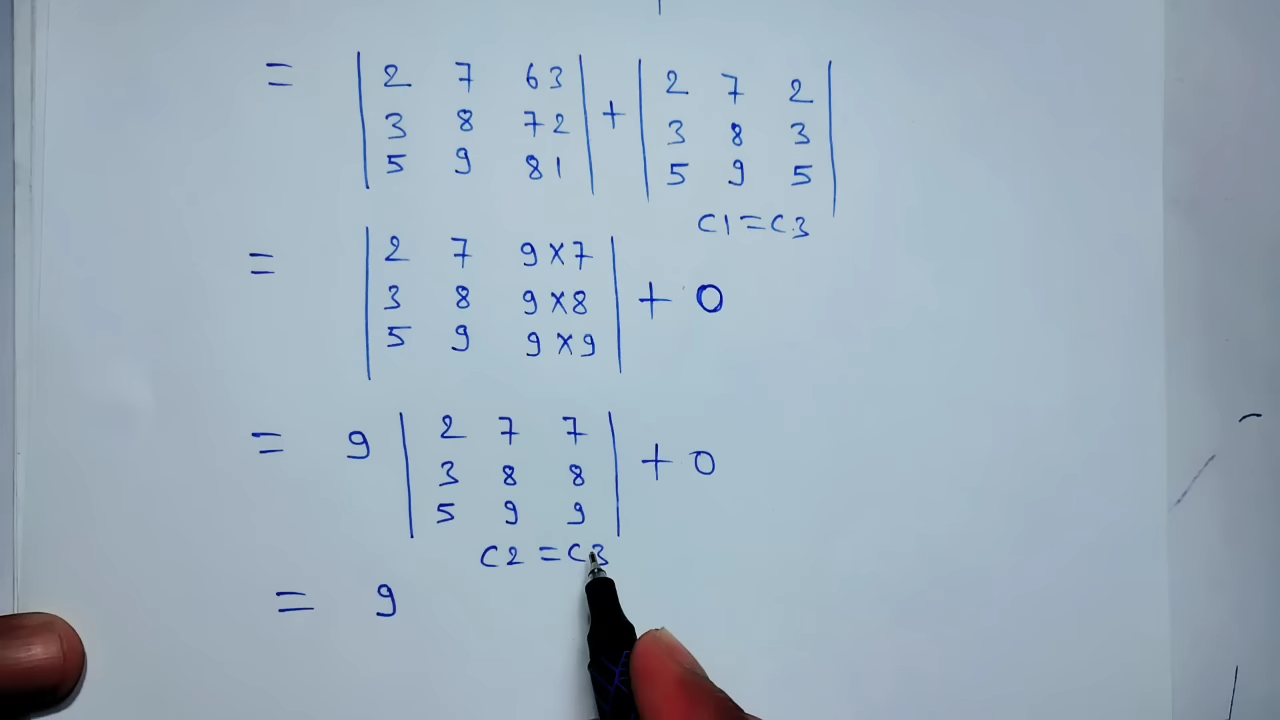 = | 2 7 63 | + | 2 7 2 |
| 3 8 72 | | 3 8 3 |
| 5 9 81 | | 5 9 5 |
C1=C3
= | 2 7 9×7 | + 0
| 3 8 9×8 |
| 5 9 9×9 |
= 9 | 2 7 7 | + 0
| 3 8 8 |
| 5 9 9 |
C2=C3
= 9